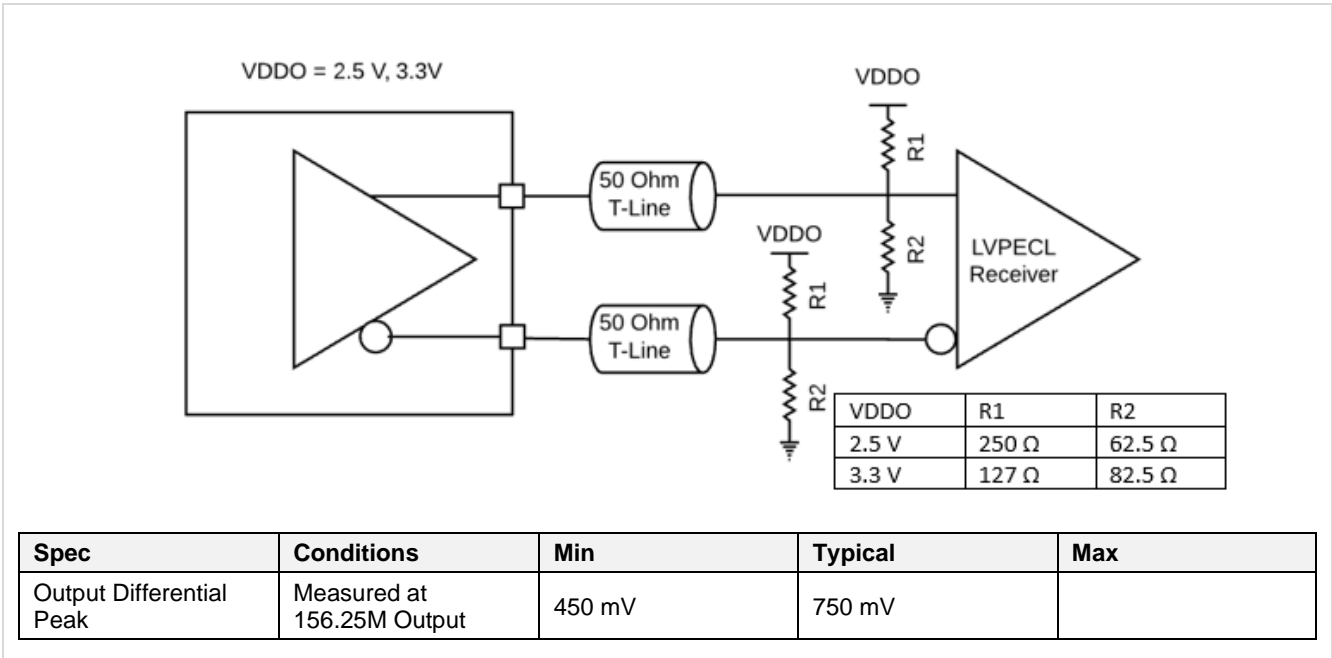 VDDO = 2.5 V, 3.3V
VDDO
R1
50 Ohm
T-Line
R2
LVPECL
Receiver
VDDO
R1
50 Ohm
T-Line
R2
VDDO R1 R2
2.5 V 250 Ω 62.5 Ω
3.3 V 127 Ω 82.5 Ω
Spec Conditions Min Typical Max
Output Differential
Peak
Measured at
156.25M Output
450 mV
750 mV